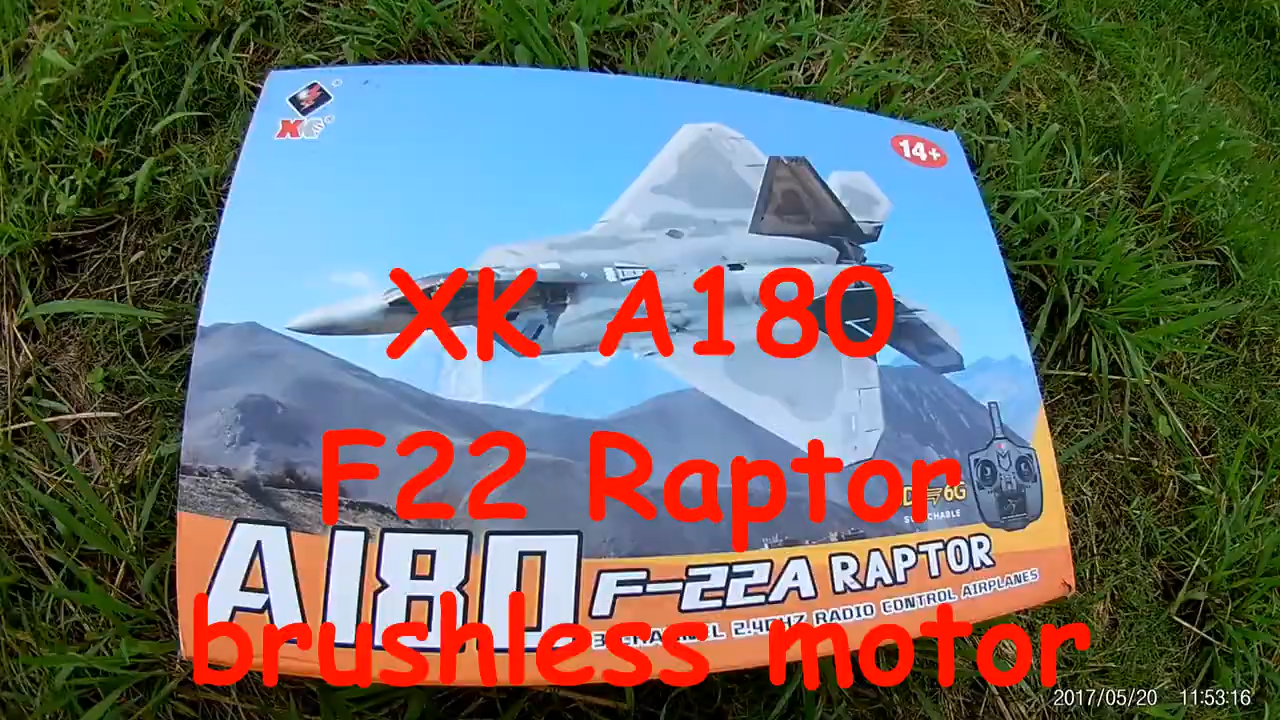 XK
14+
XK A180
F22 Raptor
6G
A180
F-22A RAPTOR
2.4GHZ RADIO CONTROL AIRPLANES
brushless motor
2017/05/20 11:53:16